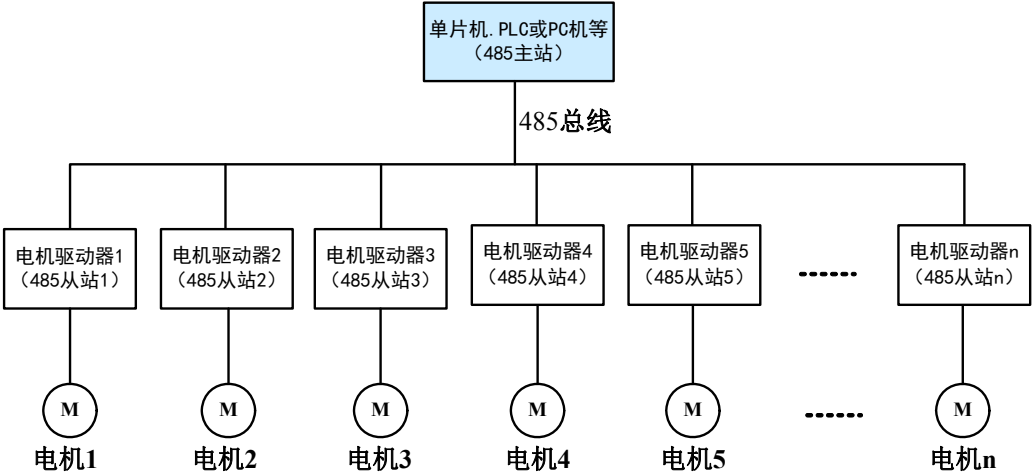 单片机.PLC或PC机等
（485主站）
485总线
电机驱动器1
（485从站1）
电机驱动器2
（485从站2）
电机驱动器3
（485从站3）
电机驱动器4
（485从站4）
电机驱动器5
（485从站5）
电机驱动器n
（485从站n）
M
M
M
M
M
M
电机1
电机2
电机3
电机4
电机5
电机n